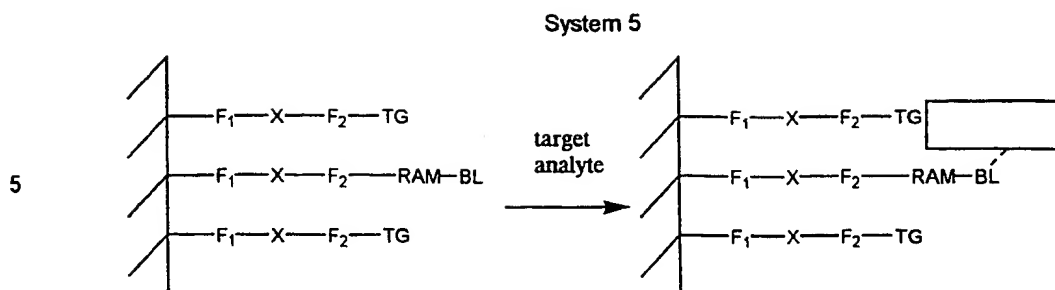 System 5
F₁—X—F₂—TG F₁—X—F₂—TG
target
analyte
5 F₁—X—F₂—RAM—BL F₁—X—F₂—RAM—BL
F₁—X—F₂—TG F₁—X—F₂—TG